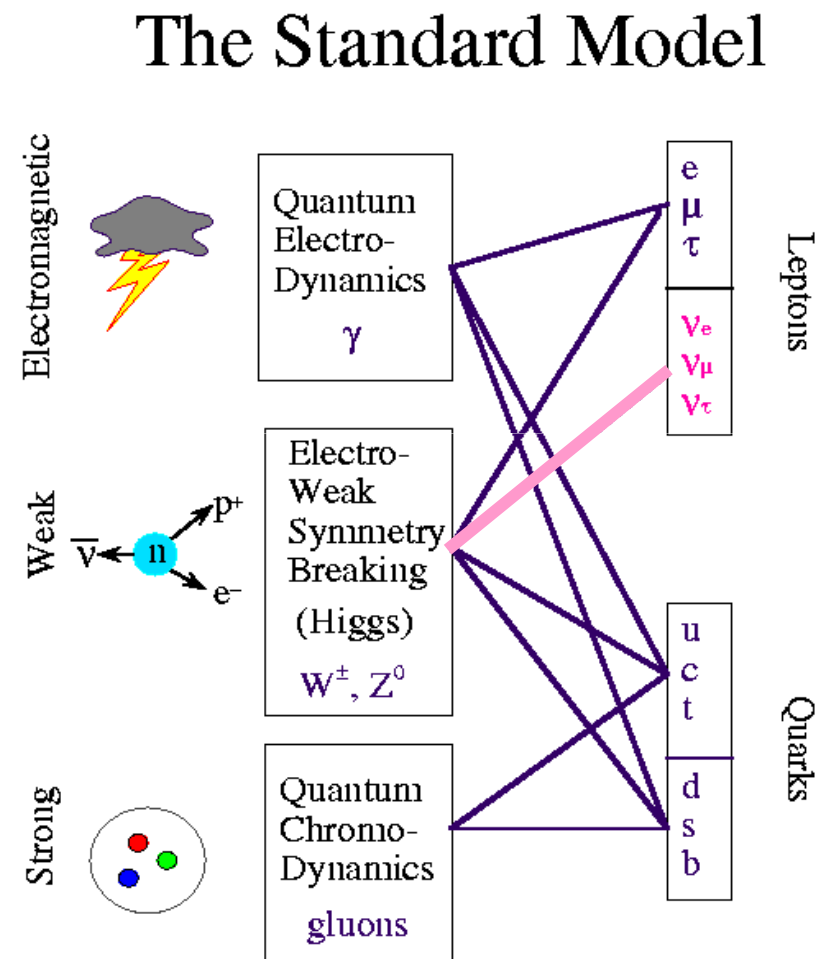 The Standard Model
Electromagnetic
Quantum
Electro-
Dynamics
γ
e
μ
τ
νe
νμ
ντ
Leptons
Weak
p+
ν̅
n
e−
Electro-
Weak
Symmetry
Breaking
(Higgs)
W±, Z0
u
c
t
d
s
b
Quarks
Strong
Quantum
Chromo-
Dynamics
gluons